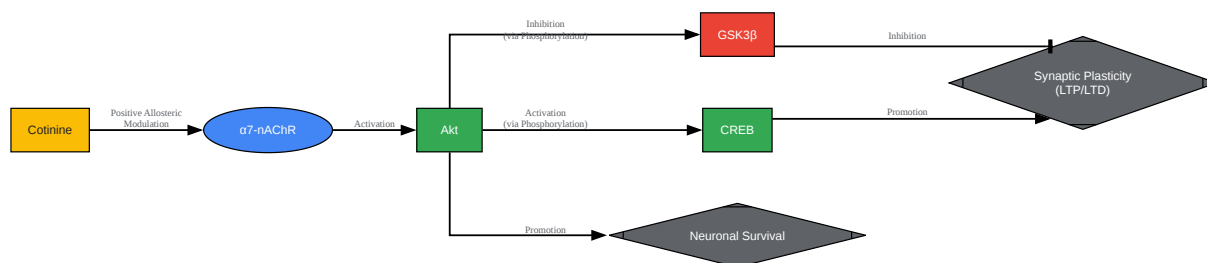 Inhibition
(via Phosphorylation)
GSK3β
Inhibition
Synaptic Plasticity
(LTP/LTD)
Cotinine
Positive Allosteric
Modulation
α7-nAChR
Activation
Akt
Activation
(via Phosphorylation)
CREB
Promotion
Promotion
Neuronal Survival